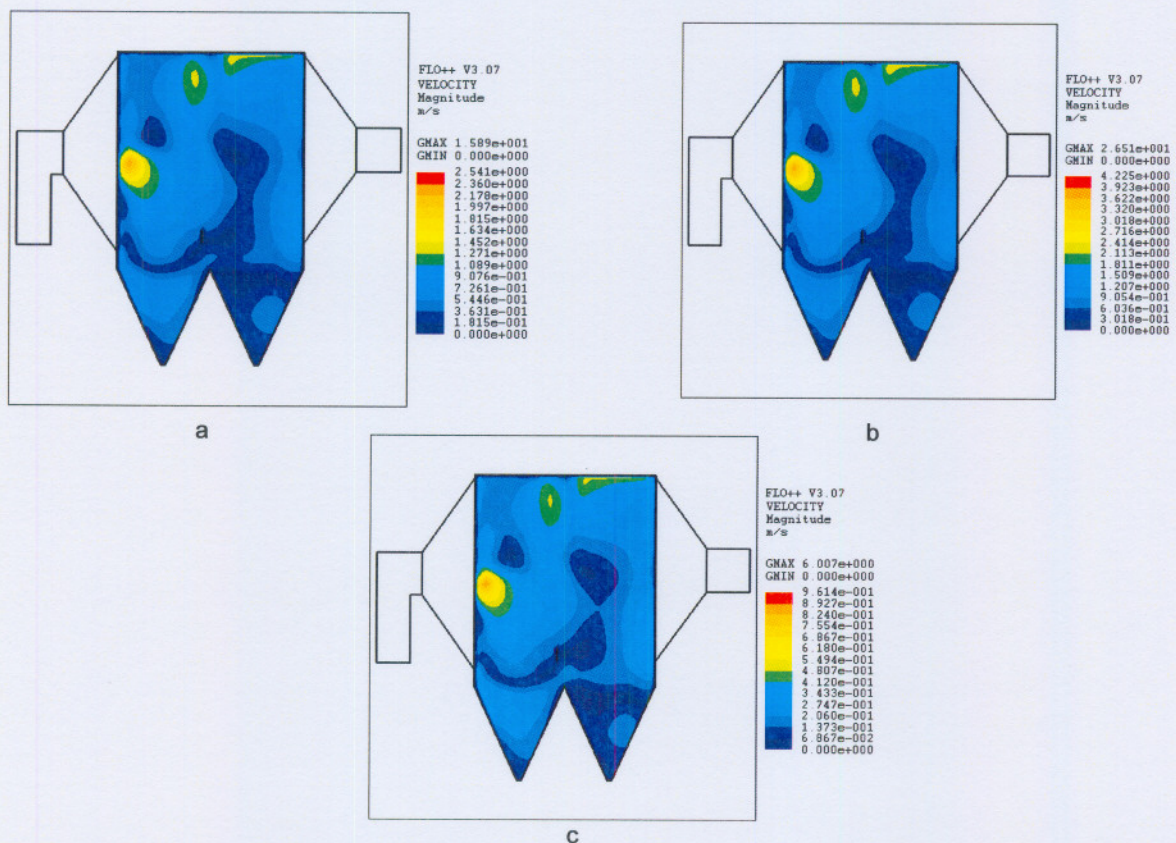 FLO++ V3.07
VELOCITY
Magnitude
m/s
GMAX 1.589e+001
GMIN 0.000e+000
2.541e+000
2.360e+000
2.178e+000
1.997e+000
1.815e+000
1.634e+000
1.452e+000
1.271e+000
1.089e+000
9.076e-001
7.261e-001
5.446e-001
3.631e-001
1.815e-001
0.000e+000
a
FLO++ V3.07
VELOCITY
Magnitude
m/s
GMAX 2.651e+001
GMIN 0.000e+000
4.225e+000
3.923e+000
3.622e+000
3.320e+000
3.018e+000
2.716e+000
2.414e+000
2.113e+000
1.811e+000
1.509e+000
1.207e+000
9.054e-001
6.036e-001
3.018e-001
0.000e+000
b
FLO++ V3.07
VELOCITY
Magnitude
m/s
GMAX 6.007e+000
GMIN 0.000e+000
9.614e-001
8.927e-001
8.240e-001
7.554e-001
6.867e-001
6.180e-001
5.494e-001
4.807e-001
4.120e-001
3.433e-001
2.747e-001
2.060e-001
1.373e-001
6.867e-002
0.000e+000
c